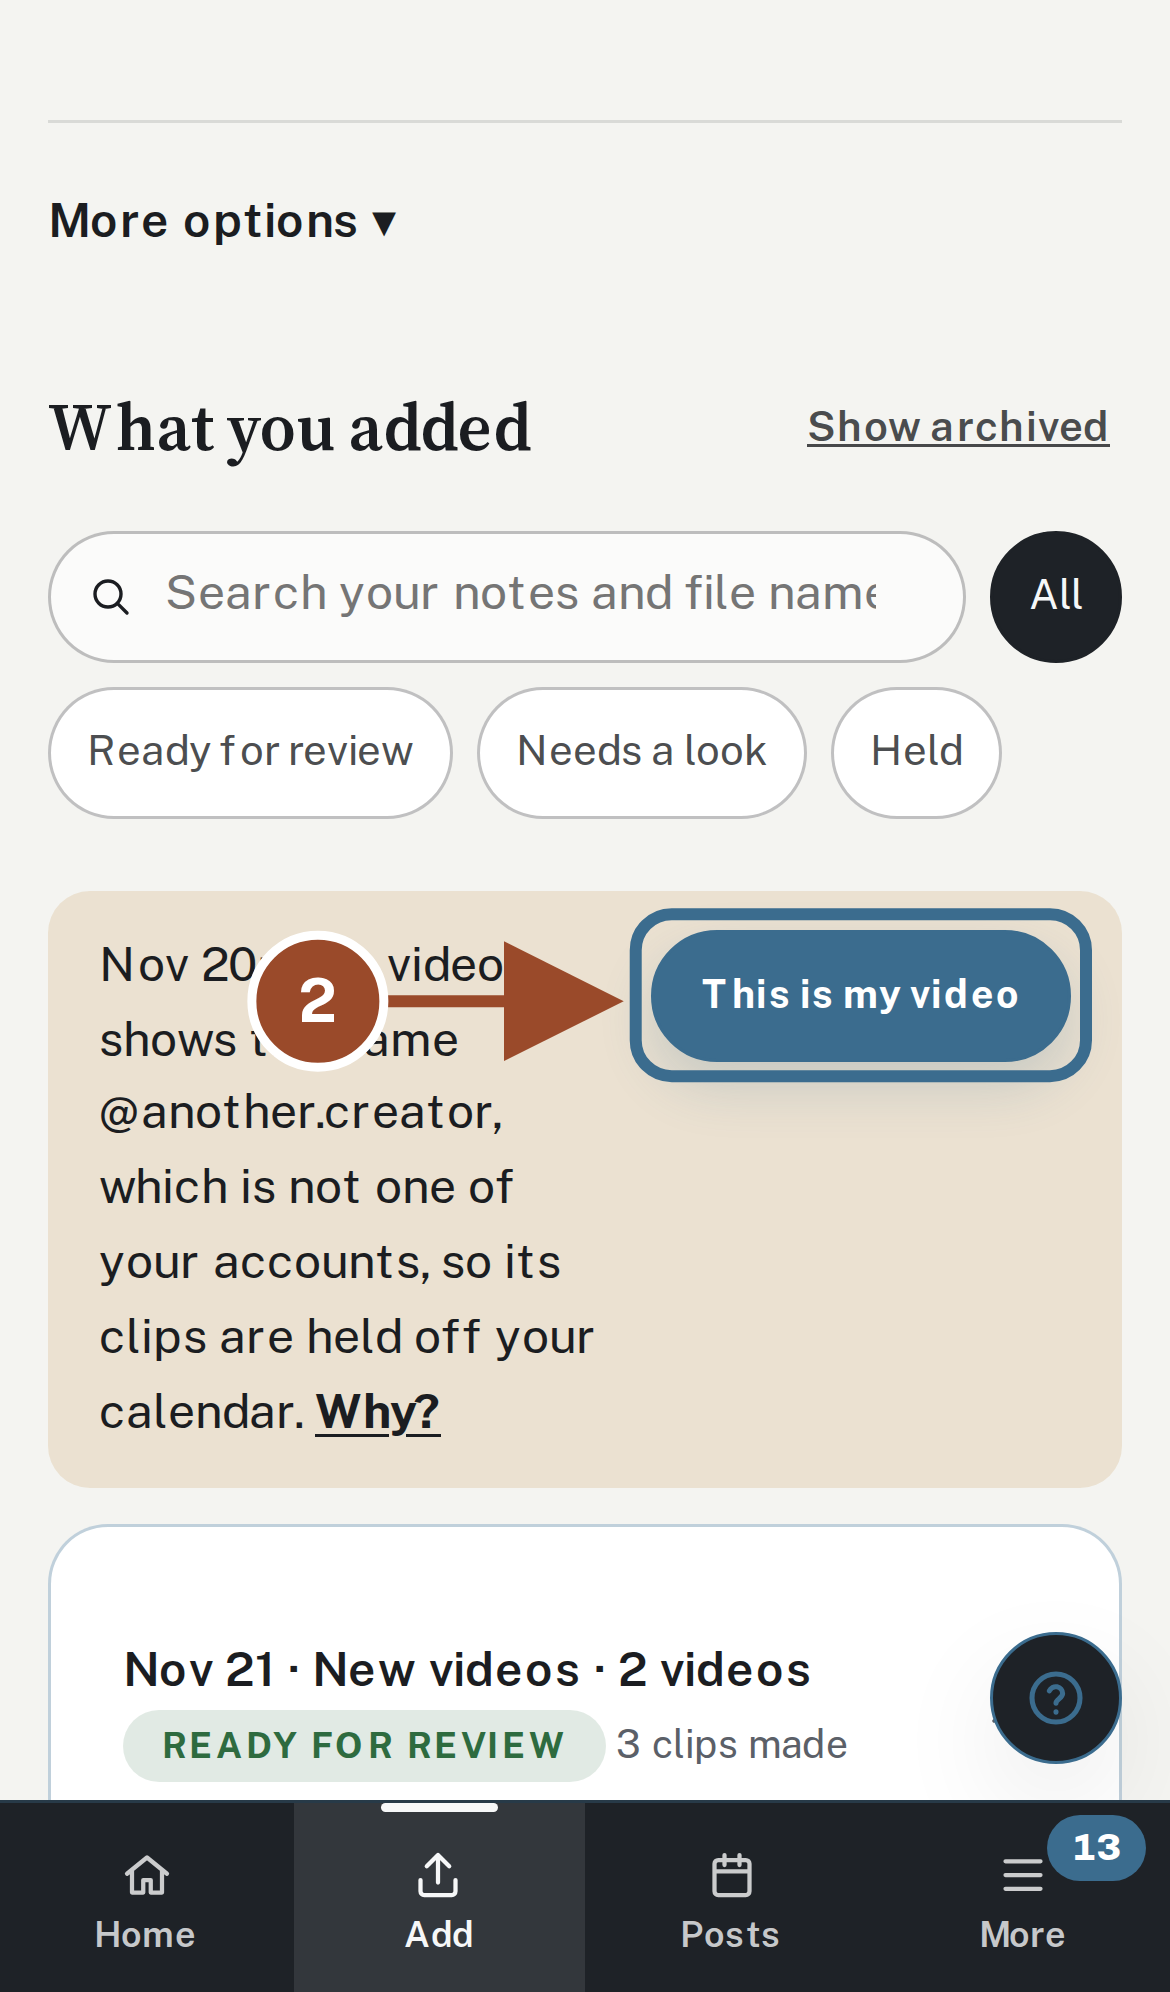 More options ▾
What you added
Show archived
Search your notes and file name
All
Ready for review
Needs a look
Held
Nov 20 video
shows ame
@another.creator,
which is not one of
your accounts, so its
clips are held off your
calendar. Why?
2
This is my video
Nov 21 · New videos · 2 videos
READY FOR REVIEW 3 clips made
13
Home
Add
Posts
More